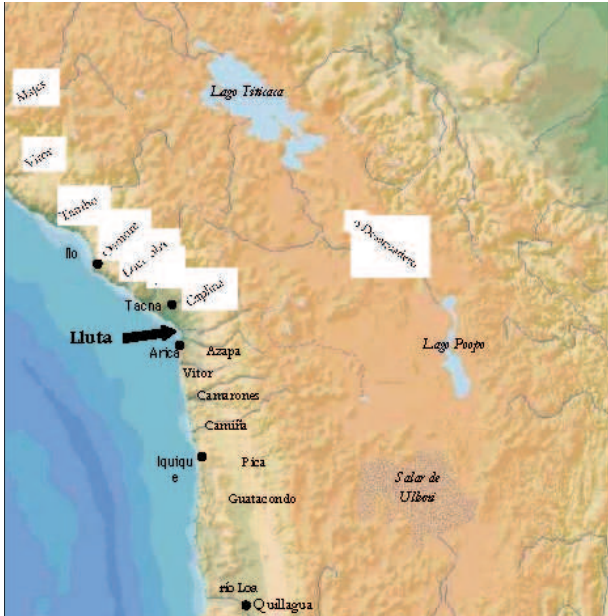 Majes
Lago Titicaca
Vitor
Tambo
Osmore
o Desaguadero
Ilo
Caplina
Tacna
Lluta
Arica
Azapa
Lago Poopo
Vitor
Camarones
Camiña
Iquiqu
e
Pica
Salar de
Uluni
Guatacondo
río Loa
Quillagua